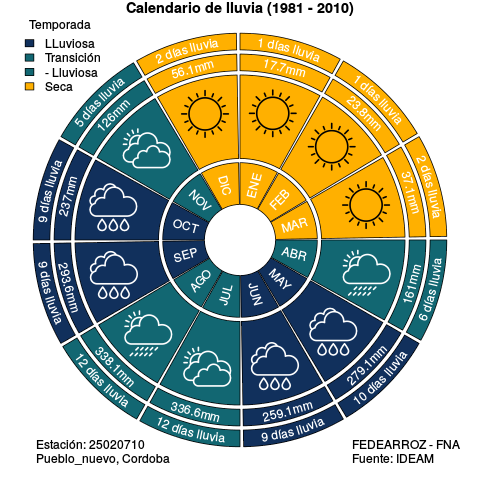 Calendario de lluvia (1981 - 2010)
Temporada
LLuviosa
Transición
- Lluviosa
Seca
1 días lluvia
17.7mm
ENE
1 días lluvia
23.8mm
FEB
2 días lluvia
MAR
6 días lluvia
161mm
ABR
10 días lluvia
279.1mm
MAY
9 días lluvia
259.1mm
JUN
12 días lluvia
336.6mm
JUL
12 días lluvia
338.1mm
AGO
9 días lluvia
293.6mm
SEP
9 días lluvia
237mm
OCT
5 días lluvia
126mm
NOV
2 días lluvia
56.1mm
DIC
Estación: 25020710
Pueblo_nuevo, Cordoba
FEDEARROZ - FNA
Fuente: IDEAM